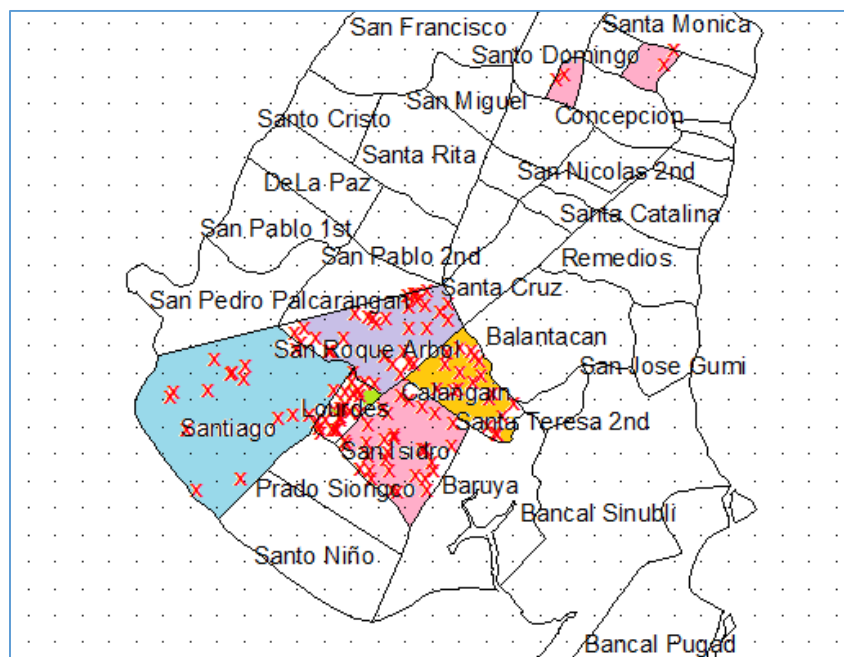 San Francisco
Santa Monica
Santo Domingo
San Miguel
Concepcion
Santo Cristo
Santa Rita
San Nicolas 2nd
DeLa Paz
Santa Catalina
San Pablo 1st
San Pablo 2nd
Remedios
San Pedro Palcarangan
Santa Cruz
Balantacan
San Roque Arbol
San Jose Gumi
Calangain
Lourdes
Santiago
Santa Teresa 2nd
San Isidro
Prado Siongco
Baruya
Bancal Sinubli
Santo Niño
Bancal Pugad